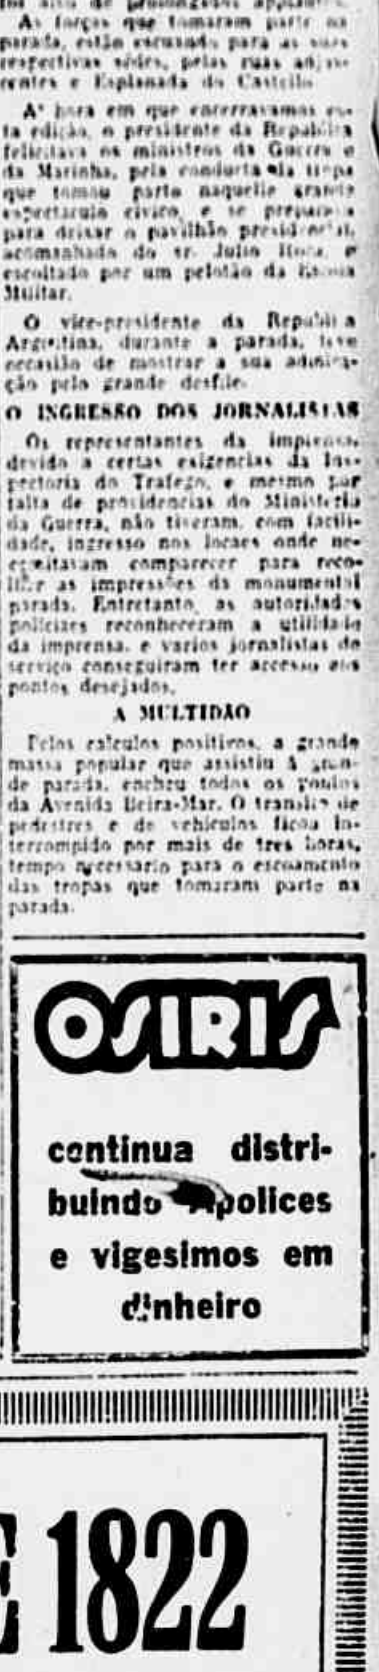 As forças que tomaram parte na
parada, estão escoando para as suas
respectivas sédes, pelas ruas adja-
centes e Esplanada do Castello.
A' hora em que encerravamos es-
ta edição, o presidente da Republica
felicitava os ministros da Guerra e
da Marinha, pela conducta da tropa
que tomou parte naquelle grande
espectaculo civico, e se preparava
para deixar o pavilhão presidencial,
acompanhado do sr. Julio Roca, e
escoltado por um pelotão da Escola
Militar.
O vice-presidente da Republica
Argentina, durante a parada, teve
occasião de mostrar a sua admira-
ção pelo grande desfile.
O INGRESSO DOS JORNALISTAS
Os representantes da imprensa,
devido a certas exigencias da Ins-
pectoria do Trafego, e mesmo por
falta de providencias do Ministerio
da Guerra, não tiveram, com facili-
dade, ingresso nos locaes onde ne-
cessitavam comparecer para reco-
lher as impressões da monumental
parada. Entretanto, as autoridades
policiaes reconheceram a utilidade
da imprensa, e varios jornalistas de
serviço conseguiram ter accesso aos
pontos desejados.
A MULTIDÃO
Pelos calculos positivos, a grande
massa popular que assistiu á gran-
de parada, encheu todos os pontos
da Avenida Beira-Mar. O transito de
pedestres e de vehiculos ficou in-
terrompido por mais de tres horas,
tempo necessario para o escoamento
das tropas que tomaram parte na
parada.
OSIRIS
continua distri-
buindo Apolices
e vigesimos em
dinheiro
E 1822